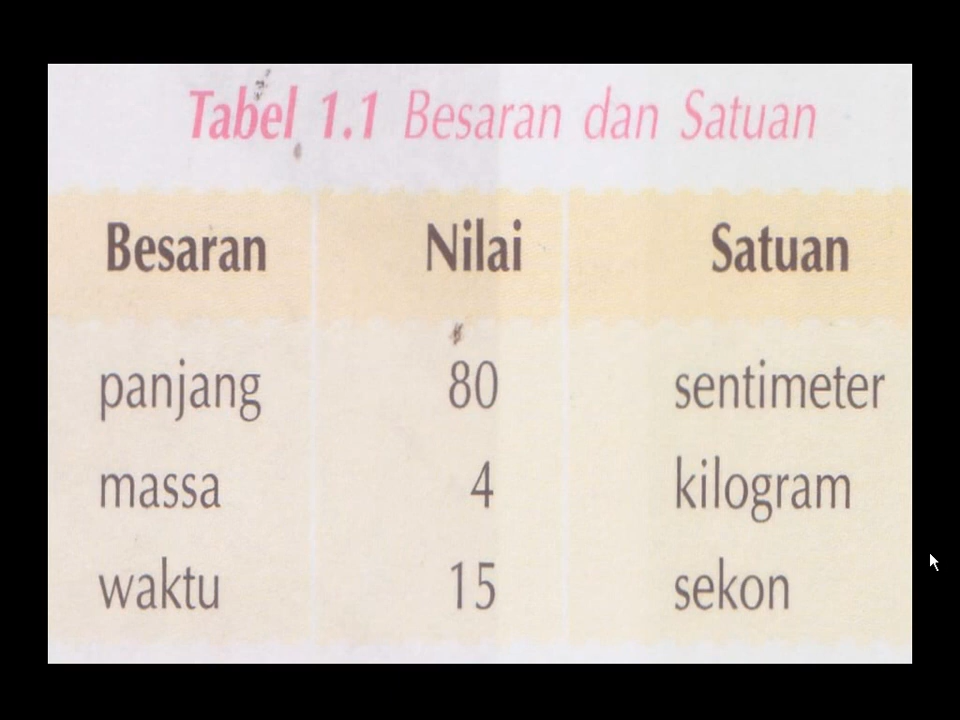 Tabel 1.1 Besaran dan Satuan
Besaran Nilai Satuan
panjang 80 sentimeter
massa 4 kilogram
waktu 15 sekon